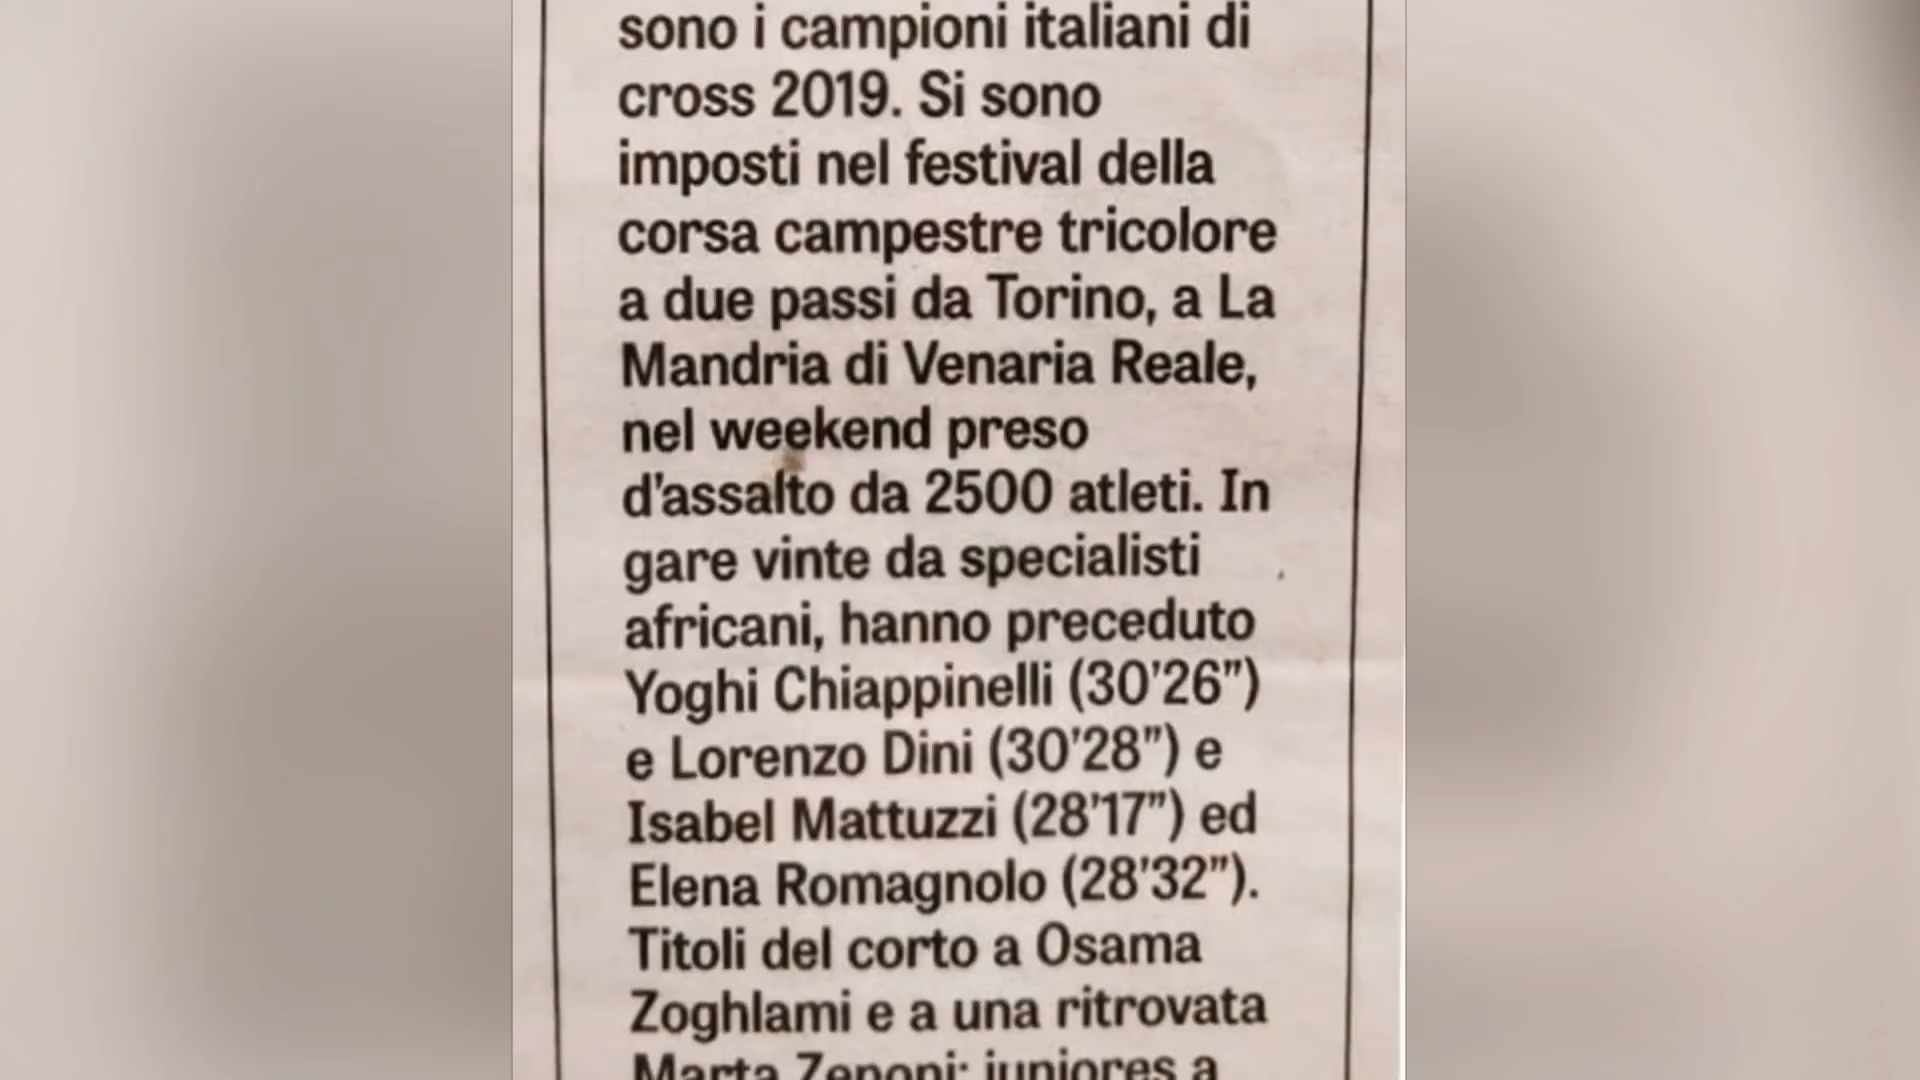 sono i campioni italiani di
cross 2019. Si sono
imposti nel festival della
corsa campestre tricolore
a due passi da Torino, a La
Mandria di Venaria Reale,
nel weekend preso
d'assalto da 2500 atleti. In
gare vinte da specialisti
africani, hanno preceduto
Yoghi Chiappinelli (30'26")
e Lorenzo Dini (30'28") e
Isabel Mattuzzi (28'17") ed
Elena Romagnolo (28'32").
Titoli del corto a Osama
Zoghlami e a una ritrovata
Marta Zenoni; juniores a